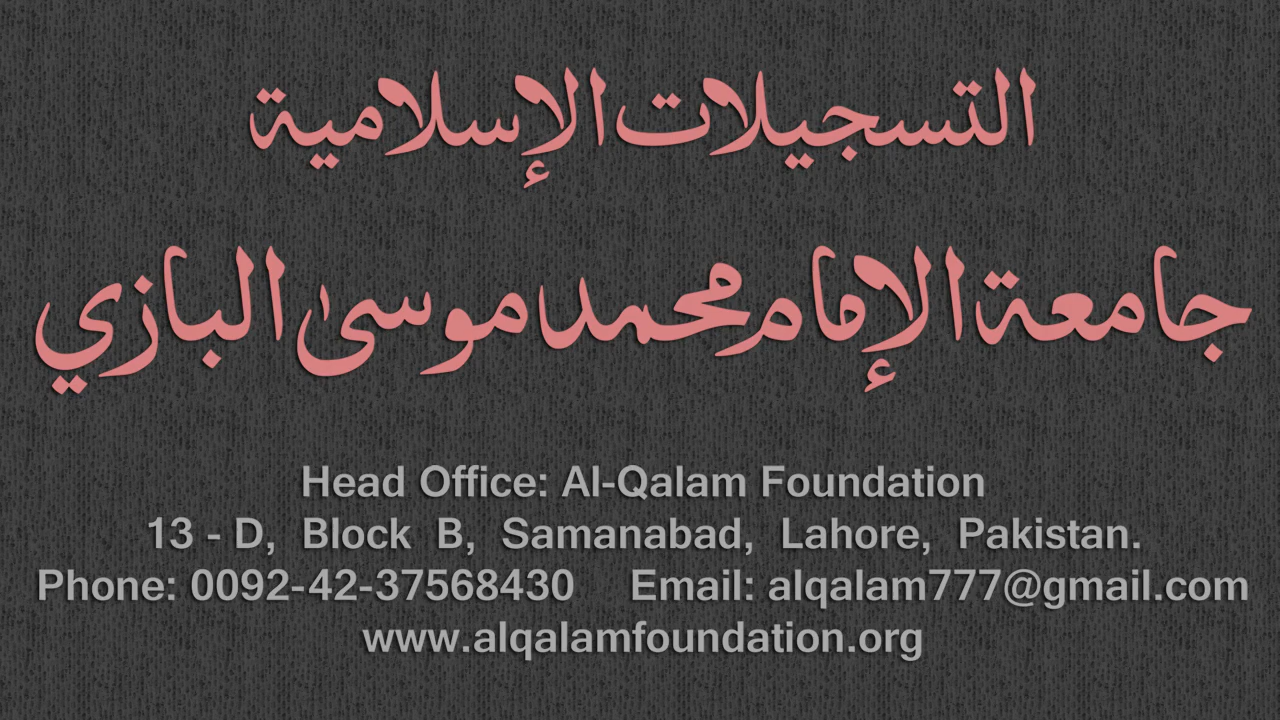 التسجيلات الإسلامية
جامعة الإمام محمد موسىٰ البازي
Head Office: Al-Qalam Foundation
13 - D, Block B, Samanabad, Lahore, Pakistan.
Phone: 0092-42-37568430 Email: alqalam777@gmail.com
www.alqalamfoundation.org